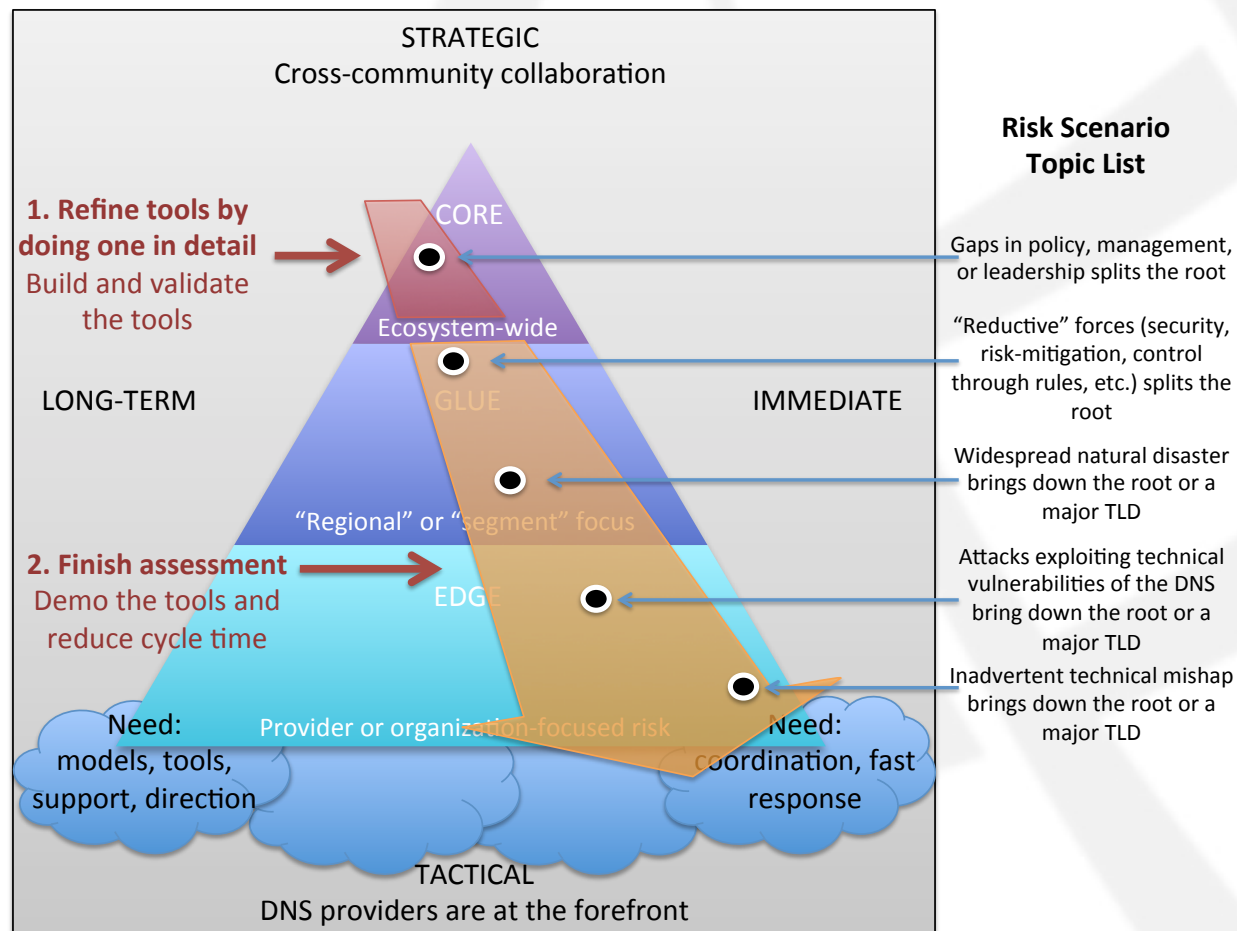 STRATEGIC
Cross-community collaboration
Risk Scenario
Topic List
1. Refine tools by
doing one in detail
Build and validate
the tools
CORE
Ecosystem-wide
Gaps in policy, management,
or leadership splits the root
“Reductive” forces (security,
risk-mitigation, control
through rules, etc.) splits the
root
LONG-TERM
GLUE
IMMEDIATE
“Regional” or “segment” focus
Widespread natural disaster
brings down the root or a
major TLD
2. Finish assessment
Demo the tools and
reduce cycle time
EDGE
Attacks exploiting technical
vulnerabilities of the DNS
bring down the root or a
major TLD
Inadvertent technical mishap
brings down the root or a
major TLD
Provider or organization-focused risk
Need:
models, tools,
support, direction
Need:
coordination, fast
response
TACTICAL
DNS providers are at the forefront